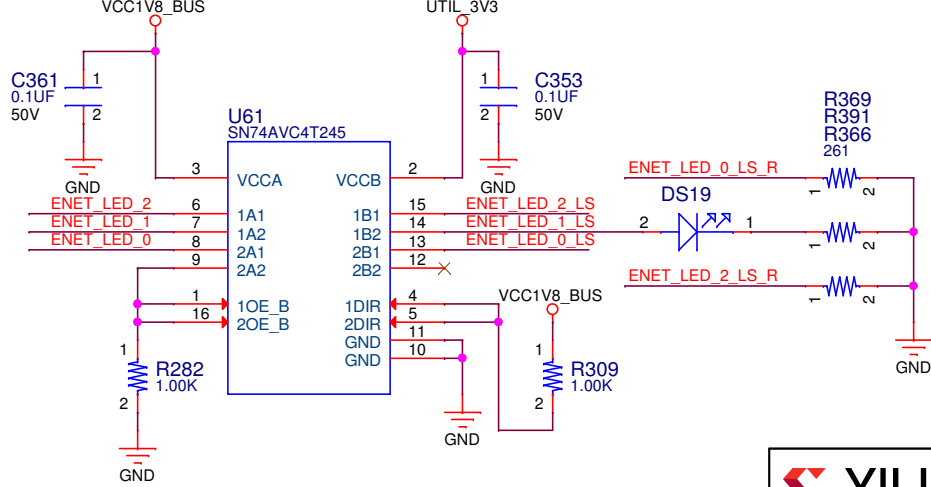 VCC1V8_BUS
UTIL_3V3
C361
0.1UF
50V
1
2
GND
C353
0.1UF
50V
1
2
GND
U61
SN74AVC4T245
R369
R391
R366
261
3 VCCA
VCCB 2
ENET_LED_2 6 1A1
1B1 15 ENET_LED_2_LS
ENET_LED_1 7 1A2
1B2 14 ENET_LED_1_LS
ENET_LED_0 8 2A1
2B1 13 ENET_LED_0_LS
9 2A2
2B2 12
1 1OE_B
1DIR 4
16 2OE_B
2DIR 5
GND 11
GND 10
ENET_LED_0_LS_R 1 2
2 DS19 1 1 2
ENET_LED_2_LS_R 1 2
GND
VCC1V8_BUS
1
R282
1.00K
2
GND
GND
1
R309
1.00K
2